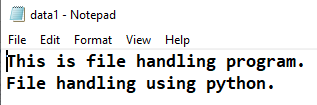 data1 - Notepad
File Edit Format View Help
This is file handling program.
File handling using python.